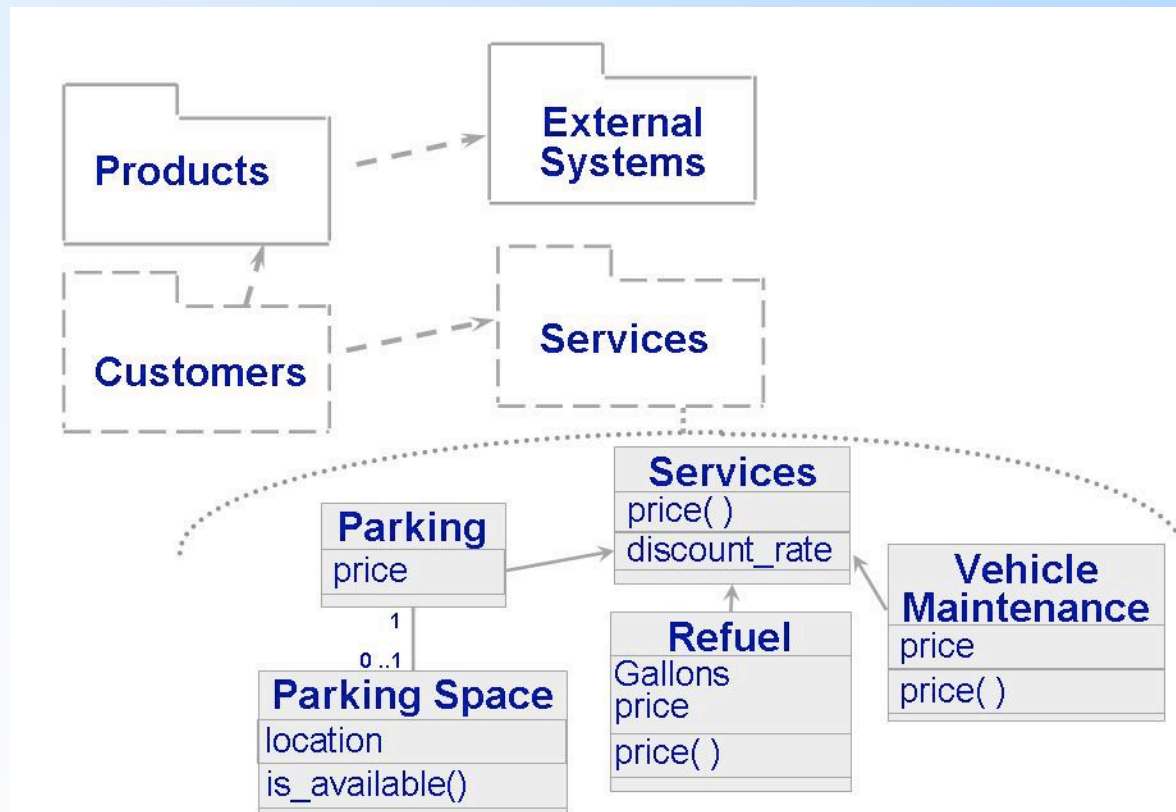 External
Systems
Products
Services
Customers
Services
price( )
discount_rate
Parking
price
Vehicle
Maintenance
price
price( )
1
0 ..1
Refuel
Gallons
price
price( )
Parking Space
location
is_available()